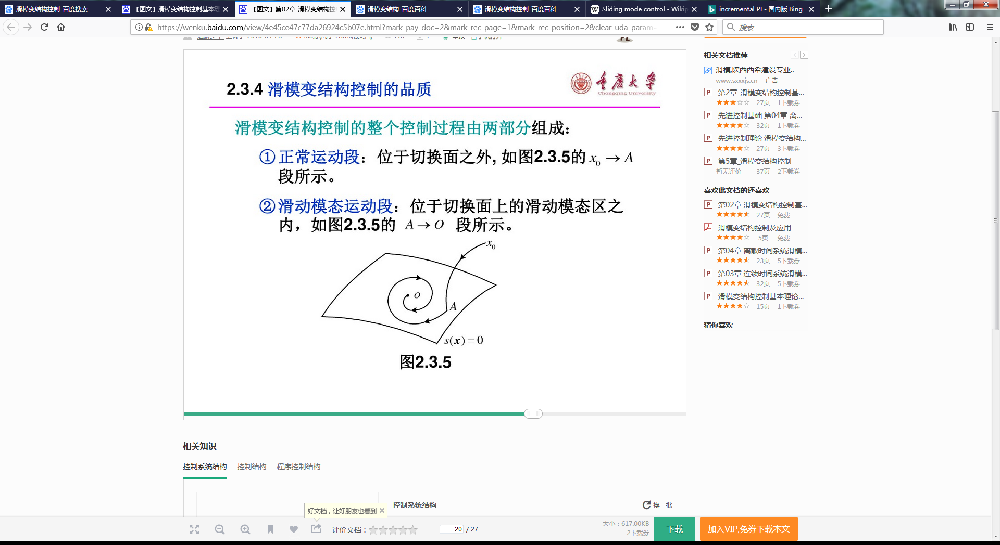 滑模变结构控制_百度搜索
【图文】滑模变结构控制基本理
【图文】第02章_滑模变结构控
滑模变结构_百度百科
滑模变结构控制_百度百科
Sliding mode control - Wikip
incremental PI - 国内版 Bing
https://wenku.baidu.com/view/4e45ce47c77da26924c5b07e.html?mark_pay_doc=2&mark_rec_page=1&mark_rec_position=2&clear_uda_param=
搜索
2.3.4 滑模变结构控制的品质
重庆大学
Chongqing University
滑模变结构控制的整个控制过程由两部分组成：
① 正常运动段：位于切换面之外, 如图2.3.5的 x0 → A
段所示。
② 滑动模态运动段：位于切换面上的滑动模态区之
内，如图2.3.5的 A → O 段所示。
x0
O
A
s(x) = 0
图2.3.5
相关知识
控制系统结构 控制结构 程序控制结构
控制系统结构
换一批
好文档，让好朋友也看到
评价文档：
20 / 27
大小：617.00KB
2下载券
下载
加入VIP,免券下载本文
相关文档推荐
滑模,陕西西希建设专业..
www.sxxxjs.cn 广告
第2章_滑模变结构控制基...
27页 1下载券
先进控制基础 第04章 离...
32页 1下载券
先进控制理论 滑模变结构...
27页 3下载券
第5章_滑模变结构控制
暂无评价 37页 2下载券
喜欢此文档的还喜欢
第02章 滑模变结构控制基...
27页 免费
滑模变结构控制及应用
5页 免费
第04章 离散时间系统滑模...
23页 5下载券
第03章 连续时间系统滑模...
32页 5下载券
滑模变结构控制基本理论...
15页 1下载券
猜你喜欢